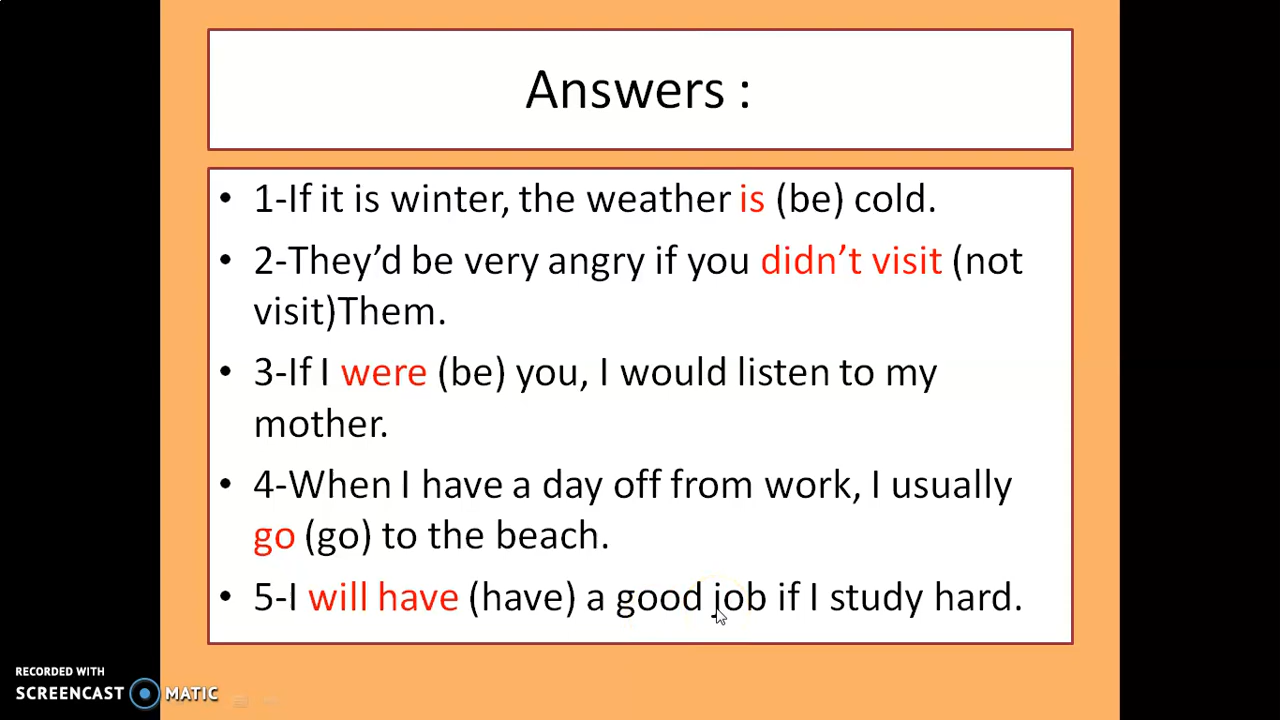 Answers :
• 1-If it is winter, the weather is (be) cold.
• 2-They’d be very angry if you didn’t visit (not
visit)Them.
• 3-If I were (be) you, I would listen to my
mother.
• 4-When I have a day off from work, I usually
go (go) to the beach.
• 5-I will have (have) a good job if I study hard.
RECORDED WITH
SCREENCAST MATIC